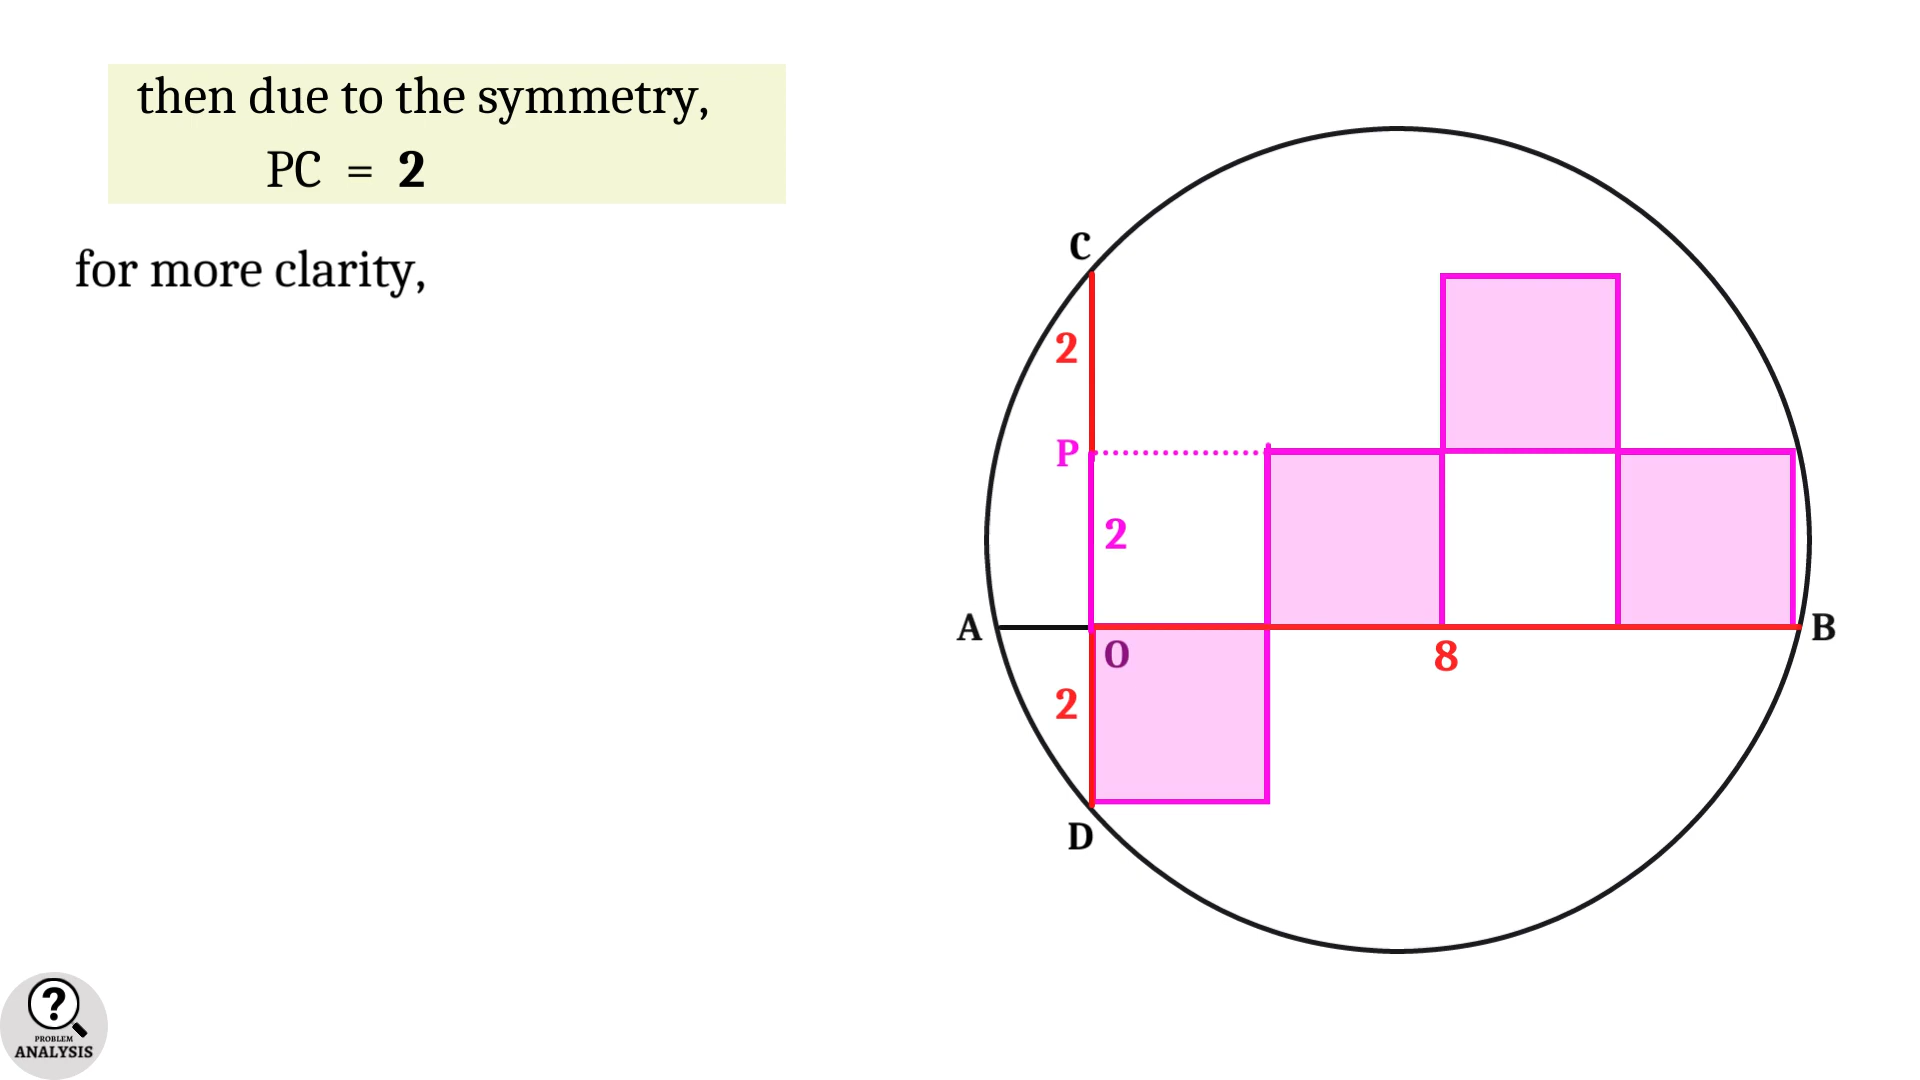 then due to the symmetry,
PC = 2
for more clarity,
C
2
P
2
A
O
8
B
2
D
?
PROBLEM
ANALYSIS